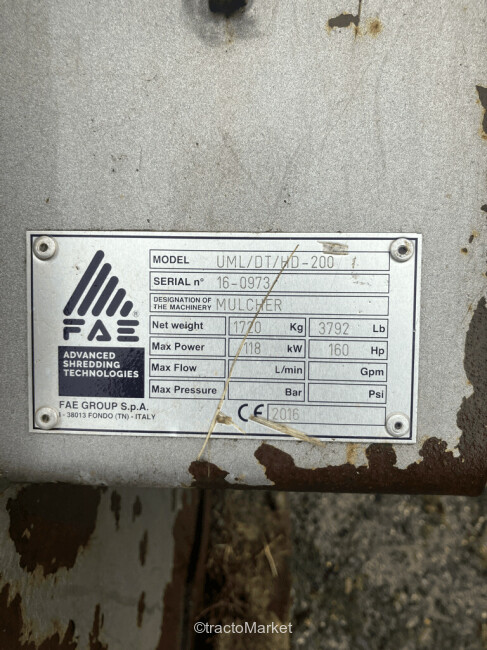 MODEL UML/DT/HD-200
SERIAL n° 16-0973
DESIGNATION OF THE MACHINERY MULCHER
Net weight 1720 Kg 3792 Lb
Max Power 118 kW 160 Hp
Max Flow L/min Gpm
Max Pressure Bar Psi
CE 2016
FAE ®
ADVANCED
SHREDDING
TECHNOLOGIES
FAE GROUP S.p.A.
I - 38013 FONDO (TN) - ITALY
©tractoMarket